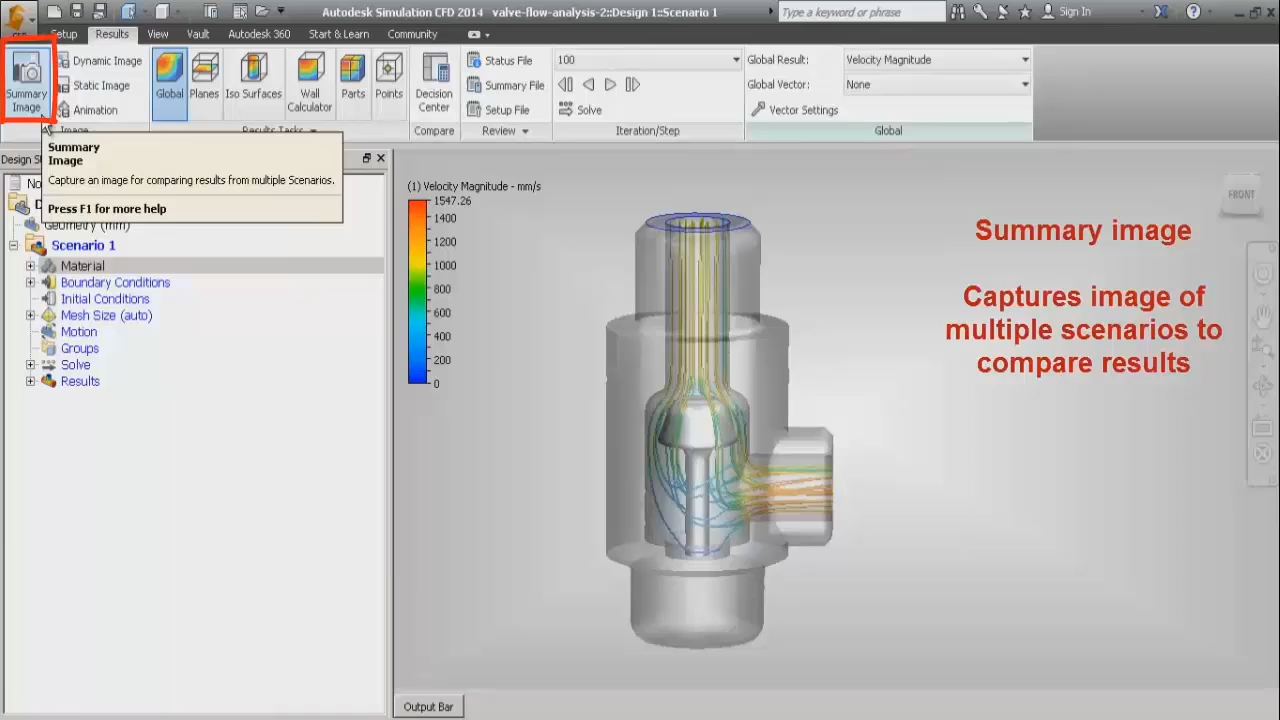 Autodesk Simulation CFD 2014 valve-flow-analysis-2::Design 1::Scenario 1
Type a keyword or phrase
Sign In
Setup
Results
View
Vault
Autodesk 360
Start & Learn
Community
Summary
Image
Dynamic Image
Static Image
Animation
Image
Global
Planes
Iso Surfaces
Wall
Calculator
Parts
Points
Results Tasks
Decision
Center
Compare
Status File
Summary File
Setup File
Review
100
Solve
Iteration/Step
Global Result:
Velocity Magnitude
Global Vector:
None
Vector Settings
Global
Summary
Image
Capture an image for comparing results from multiple Scenarios.
Press F1 for more help
Design
Geometry (mm)
Scenario 1
Material
Boundary Conditions
Initial Conditions
Mesh Size (auto)
Motion
Groups
Solve
Results
(1) Velocity Magnitude - mm/s
1547.26
1400
1200
1000
800
600
400
200
0
FRONT
Summary image
Captures image of
multiple scenarios to
compare results
Output Bar